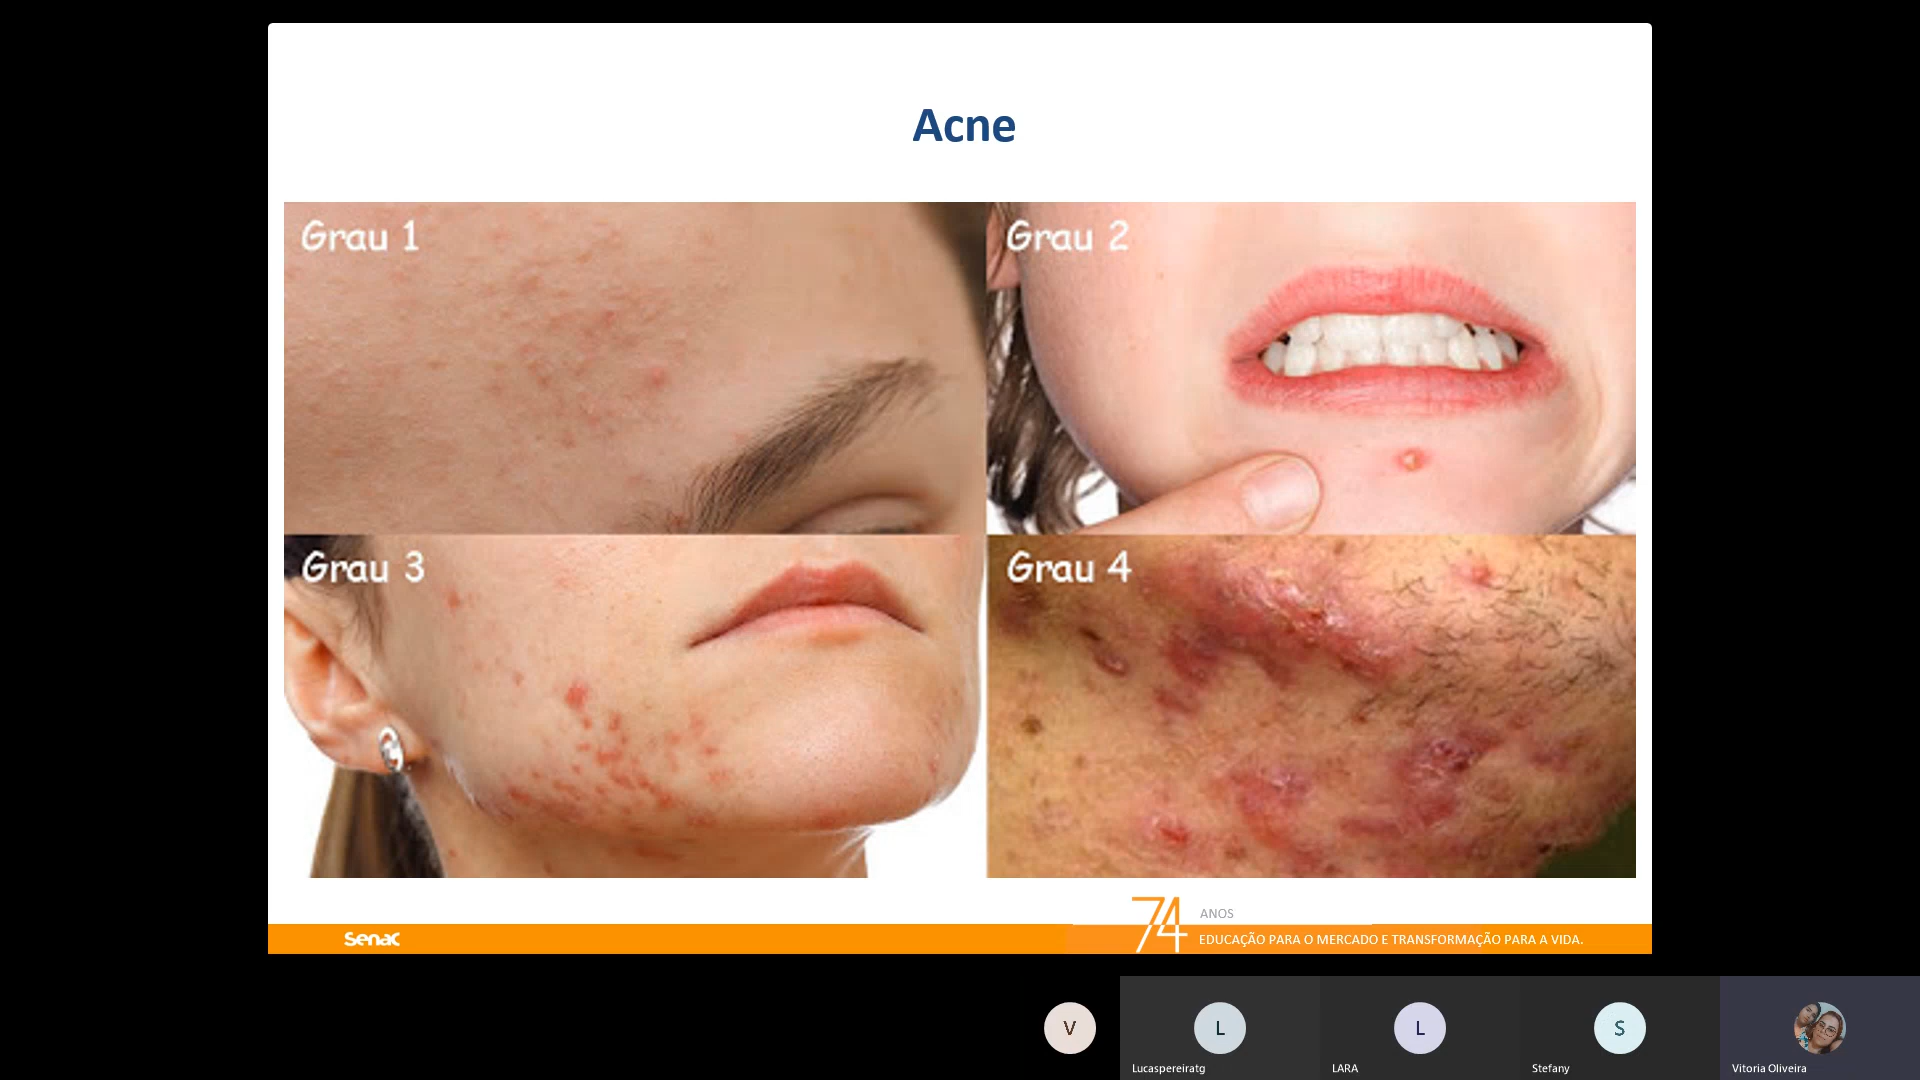 Acne
Grau 1
Grau 2
Grau 3
Grau 4
74 ANOS
senac
EDUCAÇÃO PARA O MERCADO E TRANSFORMAÇÃO PARA A VIDA.
V
L
L
S
Lucaspereiratg
LARA
Stefany
Vitoria Oliveira